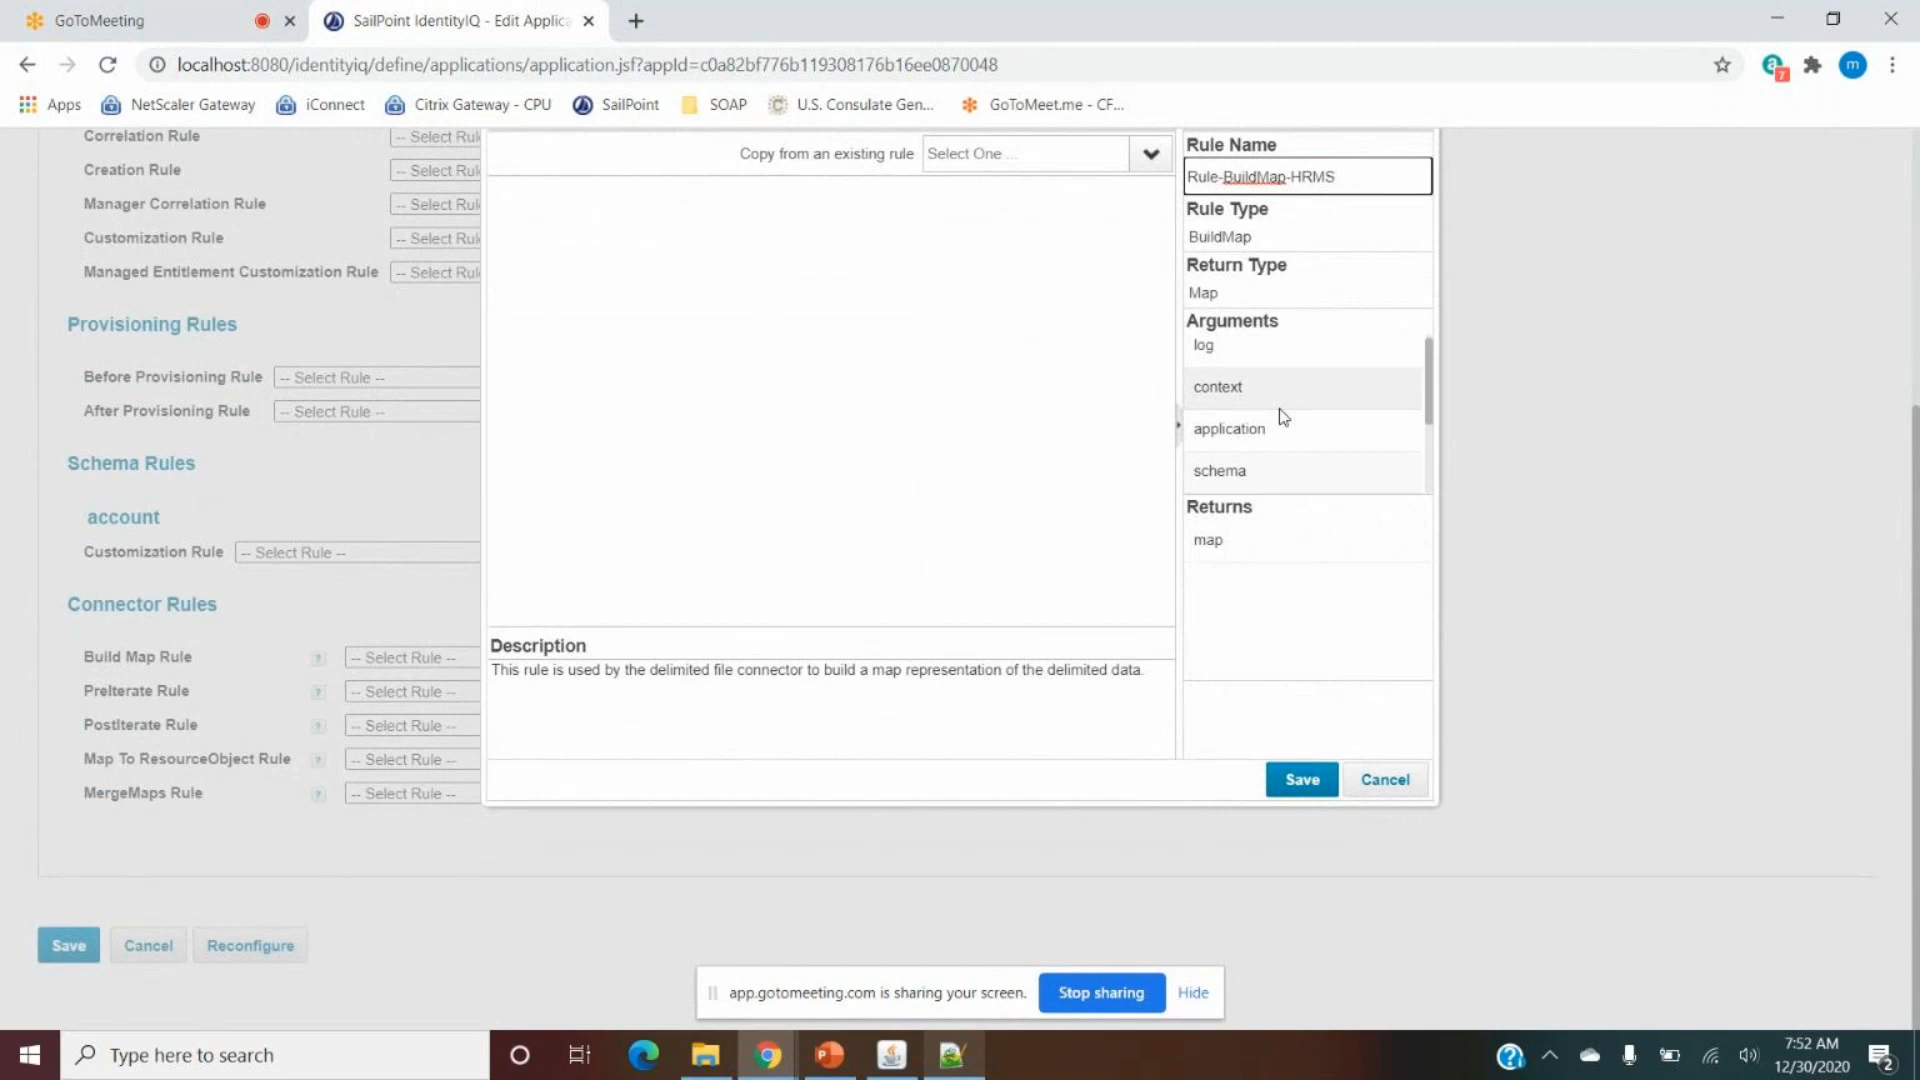 GoToMeeting
SailPoint IdentityIQ - Edit Applica
localhost:8080/identityiq/define/applications/application.jsf?appId=c0a82bf776b119308176b16ee0870048
7
m
Apps
NetScaler Gateway
iConnect
Citrix Gateway - CPU
SailPoint
SOAP
U.S. Consulate Gen...
GoToMeet.me - CF...
Correlation Rule
-- Select Rul
Creation Rule
-- Select Rul
Manager Correlation Rule
-- Select Rul
Customization Rule
-- Select Rul
Managed Entitlement Customization Rule
-- Select Rul
Provisioning Rules
Before Provisioning Rule
-- Select Rule --
After Provisioning Rule
-- Select Rule --
Schema Rules
account
Customization Rule
-- Select Rule --
Connector Rules
Build Map Rule
?
-- Select Rule --
PreIterate Rule
?
-- Select Rule --
PostIterate Rule
?
-- Select Rule --
Map To ResourceObject Rule
?
-- Select Rule --
MergeMaps Rule
?
-- Select Rule --
Save
Cancel
Reconfigure
Copy from an existing rule
Select One ...
Description
This rule is used by the delimited file connector to build a map representation of the delimited data.
Rule Name
Rule-BuildMap-HRMS
Rule Type
BuildMap
Return Type
Map
Arguments
log
context
application
schema
Returns
map
Save
Cancel
app.gotomeeting.com is sharing your screen.
Stop sharing
Hide
Type here to search
7:52 AM
12/30/2020
2